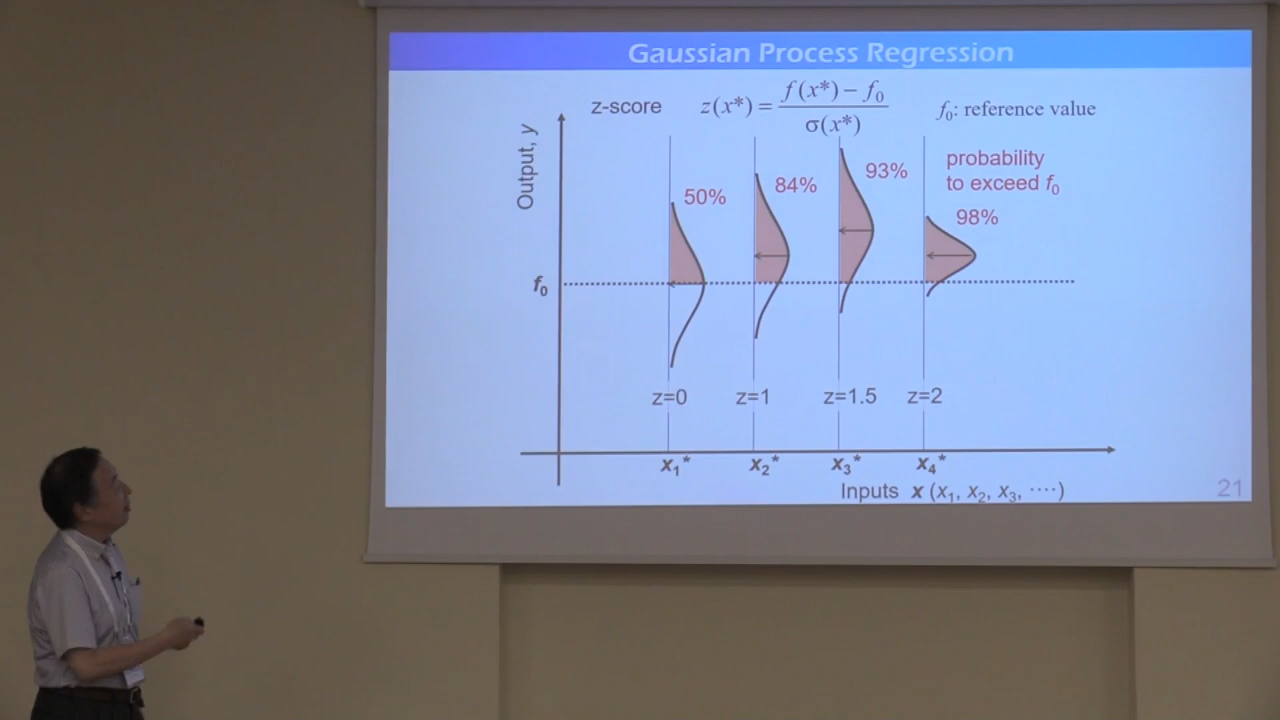 Gaussian Process Regression
z-score z(x*) = f(x*) − f₀ / σ(x*) f₀: reference value
Output, y
probability
to exceed f₀
50% 84% 93% 98%
f₀
z=0 z=1 z=1.5 z=2
x₁* x₂* x₃* x₄*
Inputs x (x₁, x₂, x₃, ····)
21